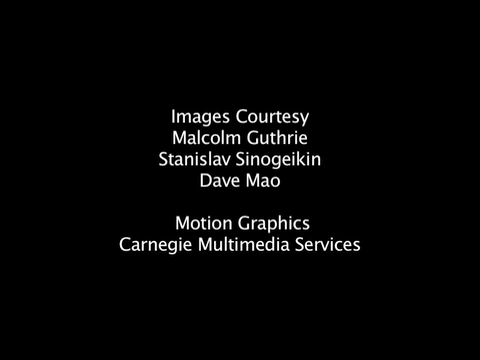 Images Courtesy
Malcolm Guthrie
Stanislav Sinogeikin
Dave Mao
Motion Graphics
Carnegie Multimedia Services